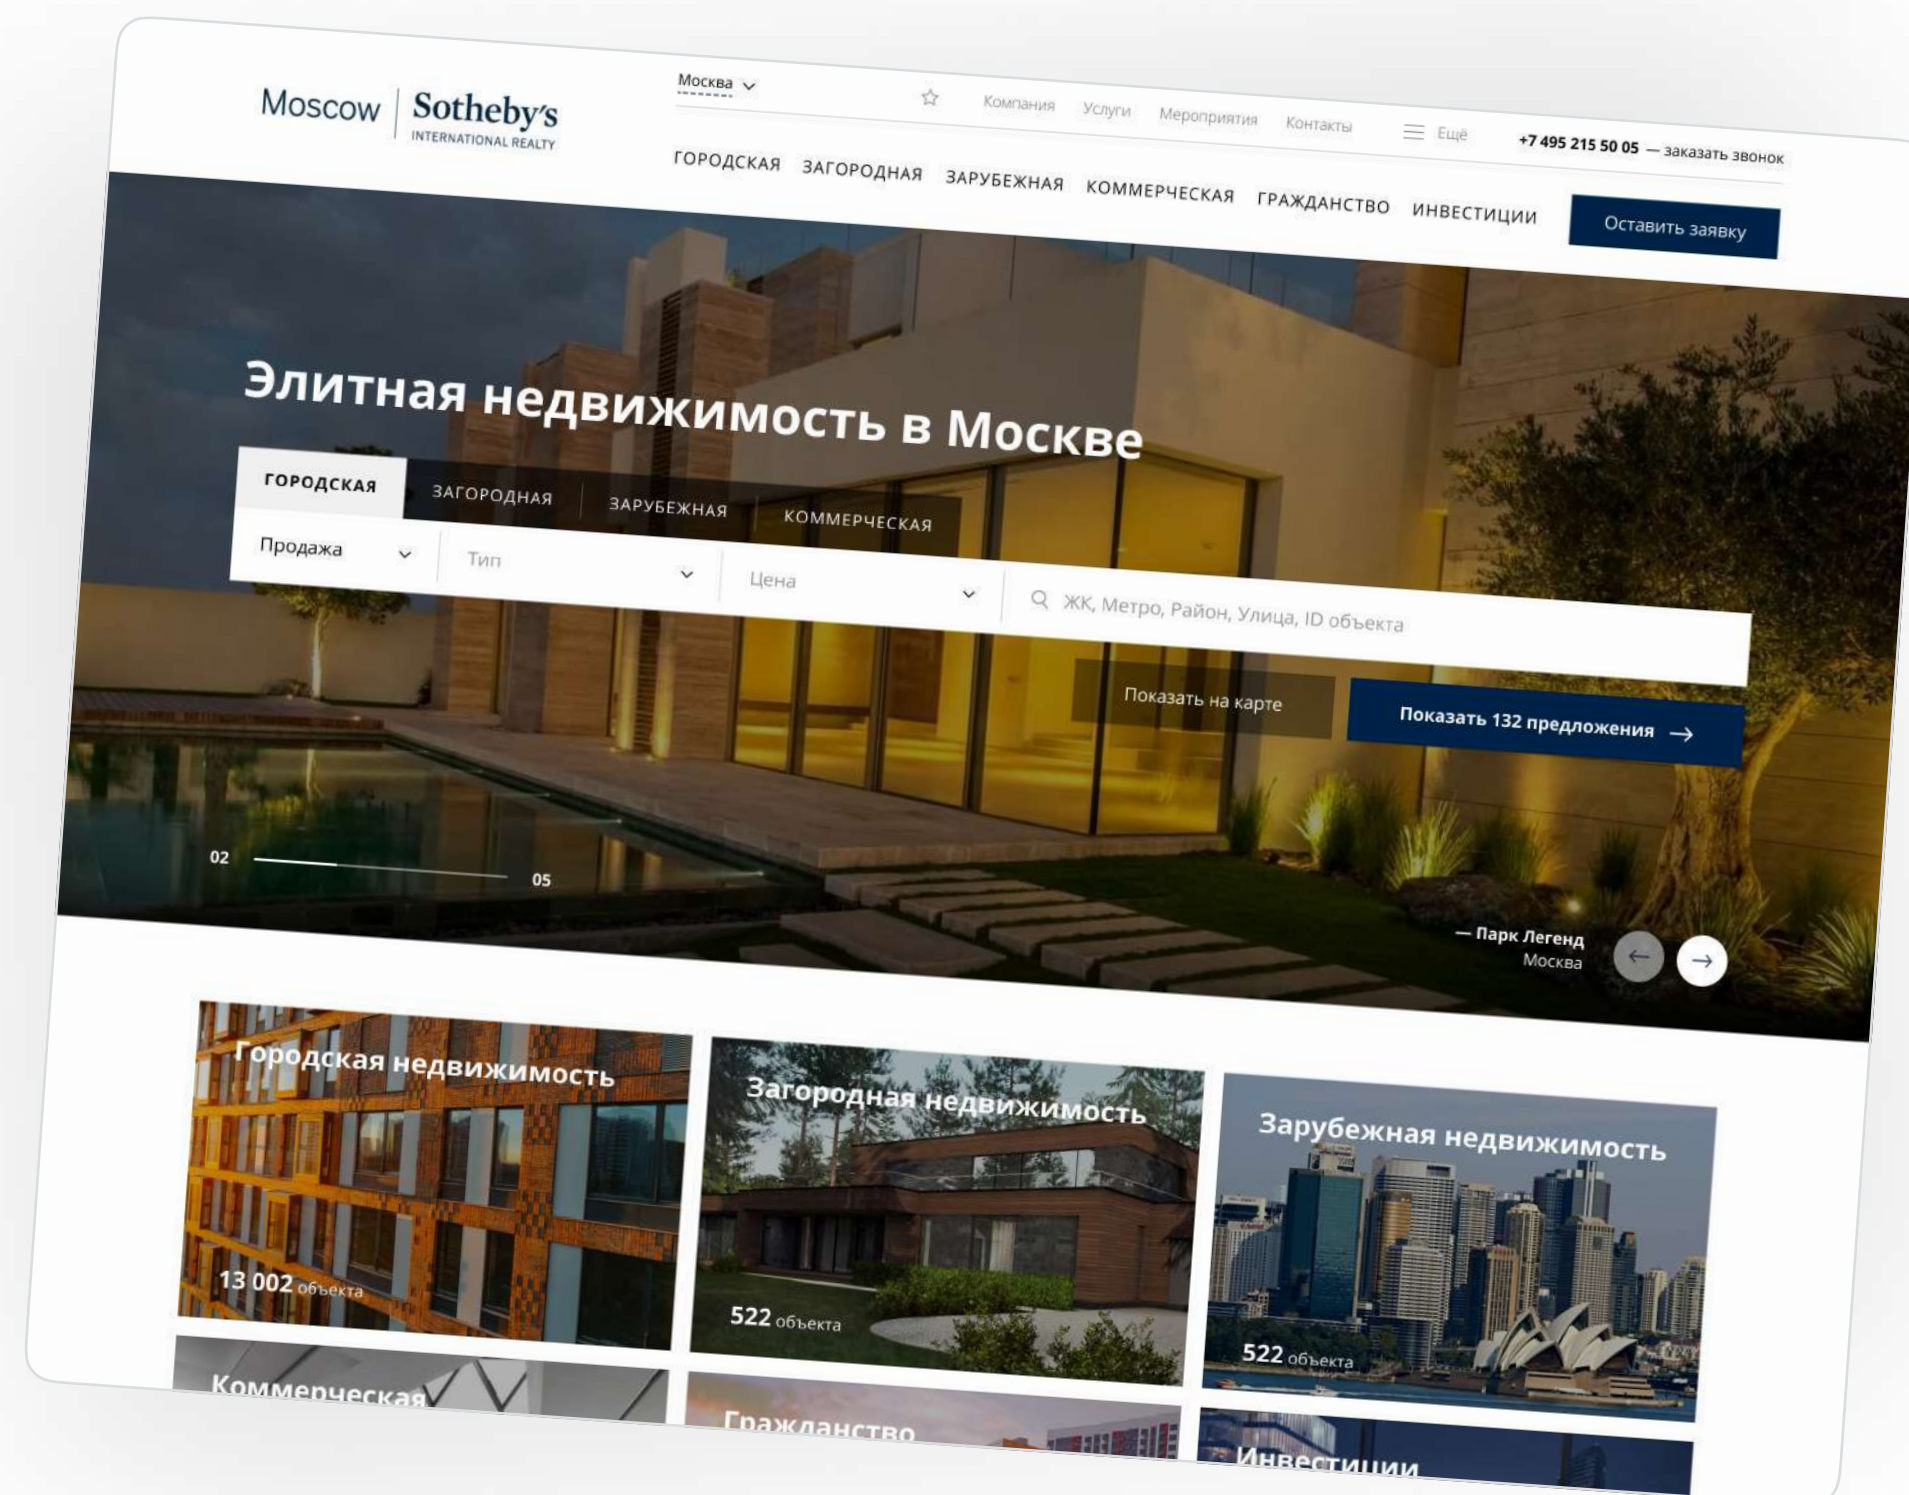 Moscow
Sotheby's
INTERNATIONAL REALTY
Москва
Компания Услуги Мероприятия Контакты Ещё
+7 495 215 50 05 — заказать звонок
ГОРОДСКАЯ ЗАГОРОДНАЯ ЗАРУБЕЖНАЯ КОММЕРЧЕСКАЯ ГРАЖДАНСТВО ИНВЕСТИЦИИ
Оставить заявку
Элитная недвижимость в Москве
ГОРОДСКАЯ ЗАГОРОДНАЯ ЗАРУБЕЖНАЯ КОММЕРЧЕСКАЯ
Продажа Тип Цена ЖК, Метро, Район, Улица, ID объекта
Показать на карте Показать 132 предложения
02 05
— Парк Легенд
Москва
Городская недвижимость
13 002 объекта
Загородная недвижимость
522 объекта
Зарубежная недвижимость
522 объекта
Коммерческая
Гражданство
Инвестиции